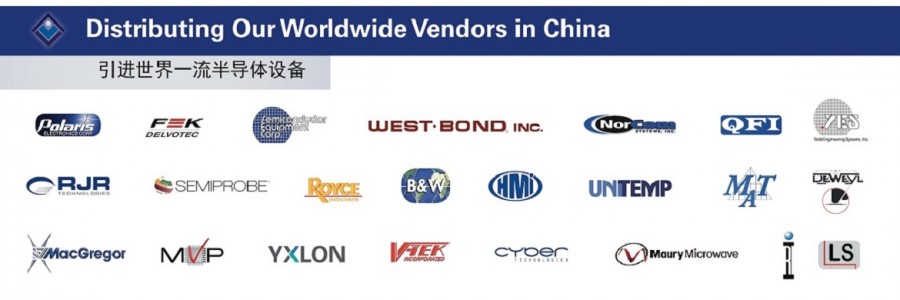 Distributing Our Worldwide Vendors in China
引进世界一流半导体设备
Polaris
ELECTRONICS CORP.
F&K
DELVOTEC
Semiconductor
Equipment
Corp.
WEST·BOND, INC.
NorCom
SYSTEMS, INC.
QFI
YES
Yield Engineering Systems, Inc.
RJR
TECHNOLOGIES
SEMIPROBE
ROYCE
Instruments
B&W
HMI
UNITEMP
MAT
DEWEYL
MacGregor
MVP
YXLON
V-TEK
INCORPORATED
CYBER
TECHNOLOGIES
Maury Microwave
i
LS